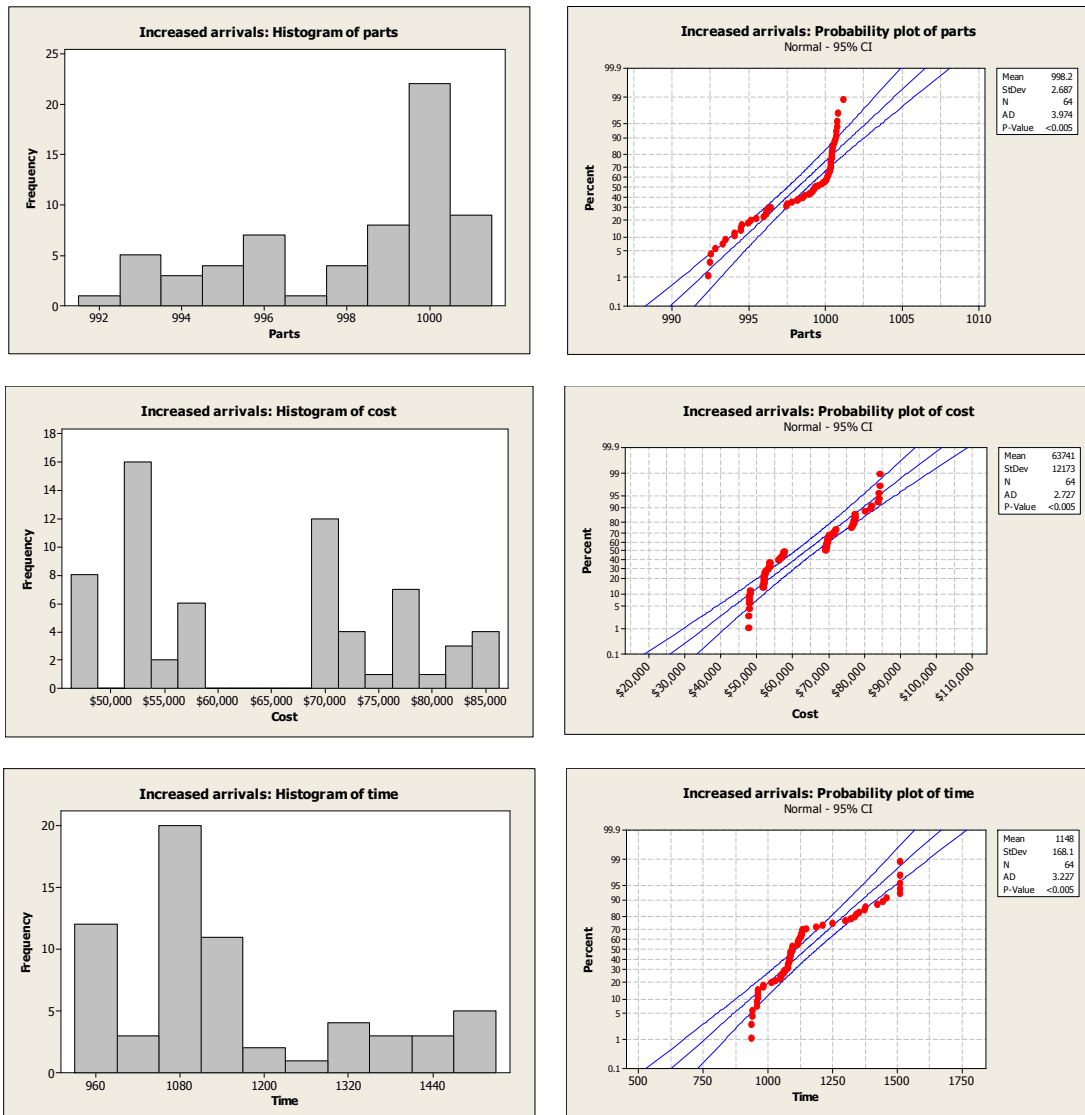 Increased arrivals: Histogram of parts
25
20
15
10
5
0
Frequency
992 994 996 998 1000
Parts
Increased arrivals: Probability plot of parts
Normal - 95% CI
99.9
99
95
90
80
70
60
50
40
30
20
10
5
1
0.1
Percent
990 995 1000 1005 1010
Parts
Mean 998.2
StDev 2.687
N 64
AD 3.974
P-Value <0.005
Increased arrivals: Histogram of cost
18
16
14
12
10
8
6
4
2
0
Frequency
$50,000 $55,000 $60,000 $65,000 $70,000 $75,000 $80,000 $85,000
Cost
Increased arrivals: Probability plot of cost
Normal - 95% CI
99.9
99
95
90
80
70
60
50
40
30
20
10
5
1
0.1
Percent
$20,000 $30,000 $40,000 $50,000 $60,000 $70,000 $80,000 $90,000 $100,000 $110,000
Cost
Mean 63741
StDev 12173
N 64
AD 2.727
P-Value <0.005
Increased arrivals: Histogram of time
20
15
10
5
0
Frequency
960 1080 1200 1320 1440
Time
Increased arrivals: Probability plot of time
Normal - 95% CI
99.9
99
95
90
80
70
60
50
40
30
20
10
5
1
0.1
Percent
500 750 1000 1250 1500 1750
Time
Mean 1148
StDev 168.1
N 64
AD 3.227
P-Value <0.005